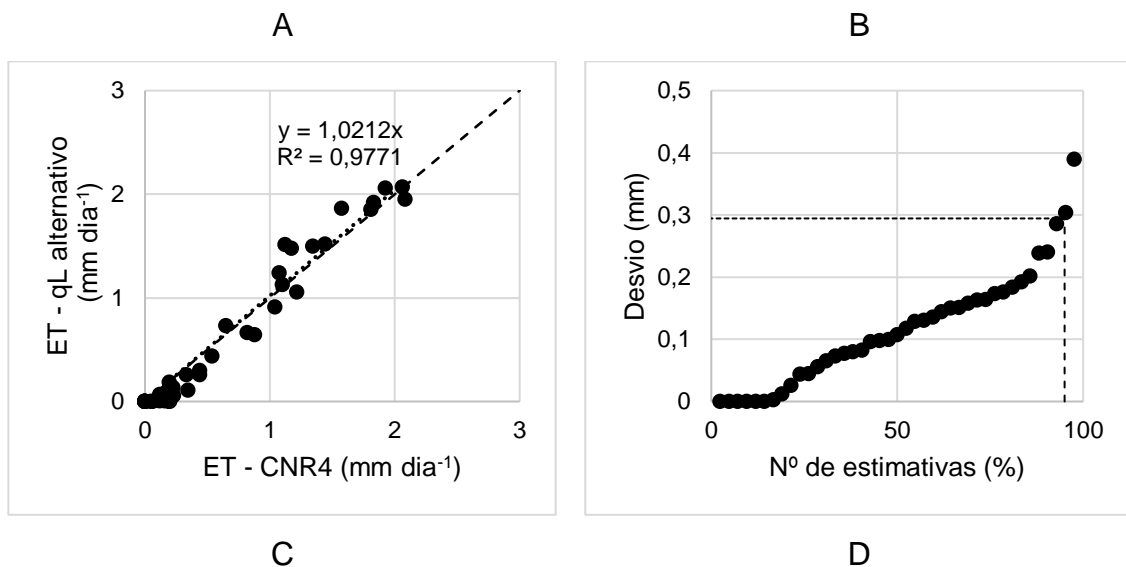 A
B
3
2
1
0
0
1
2
3
y = 1,0212x
R² = 0,9771
ET - qL alternativo
(mm dia⁻¹)
ET - CNR4 (mm dia⁻¹)
0,5
0,4
0,3
0,2
0,1
0
0
50
100
Desvio (mm)
Nº de estimativas (%)
C
D